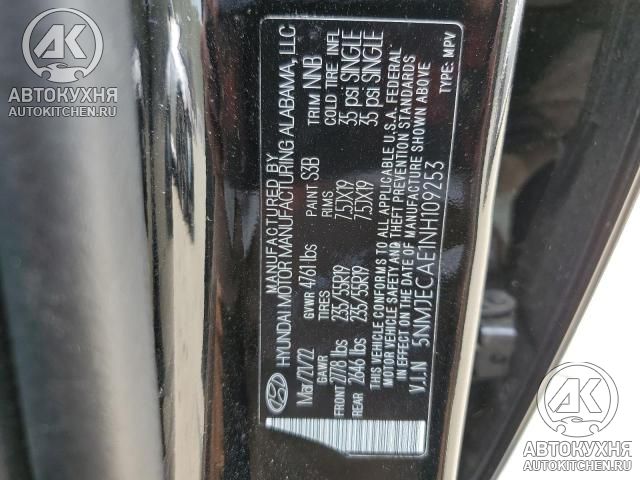 АВТОКУХНЯ
AUTOKITCHEN.RU
MANUFACTURED BY
HYUNDAI MOTOR MANUFACTURING ALABAMA, LLC
Mar/21/22 GVWR 4761 lbs PAINT S3B TRIM NNB
GAWR TIRES RIMS COLD TIRE INFL
FRONT 2778 lbs 235/55R19 7.5JX19 35 psi SINGLE
REAR 2646 lbs 235/55R19 7.5JX19 35 psi SINGLE
THIS VEHICLE CONFORMS TO ALL APPLICABLE U.S.A. FEDERAL
MOTOR VEHICLE SAFETY AND THEFT PREVENTION STANDARDS
IN EFFECT ON THE DATE OF MANUFACTURE SHOWN ABOVE
V.I.N 5NMJECAE1NH109253 TYPE: MPV
АВТОКУХНЯ
AUTOKITCHEN.RU